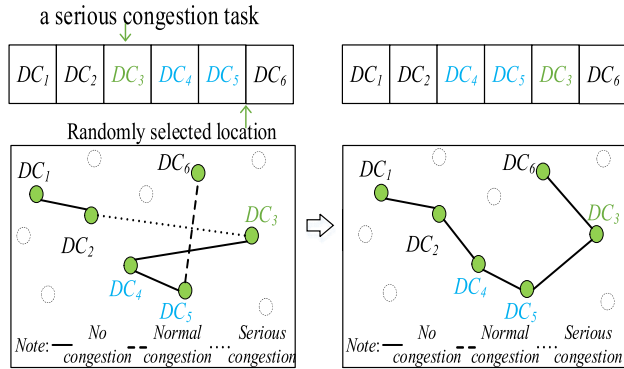 a serious congestion task
DC1 DC2 DC3 DC4 DC5 DC6
DC1 DC2 DC4 DC5 DC3 DC6
Randomly selected location
DC1
DC6
DC3
DC2
DC4
DC5
Note: No congestion Normal congestion Serious congestion
DC1
DC6
DC3
DC2
DC4
DC5
Note: No congestion Normal congestion Serious congestion